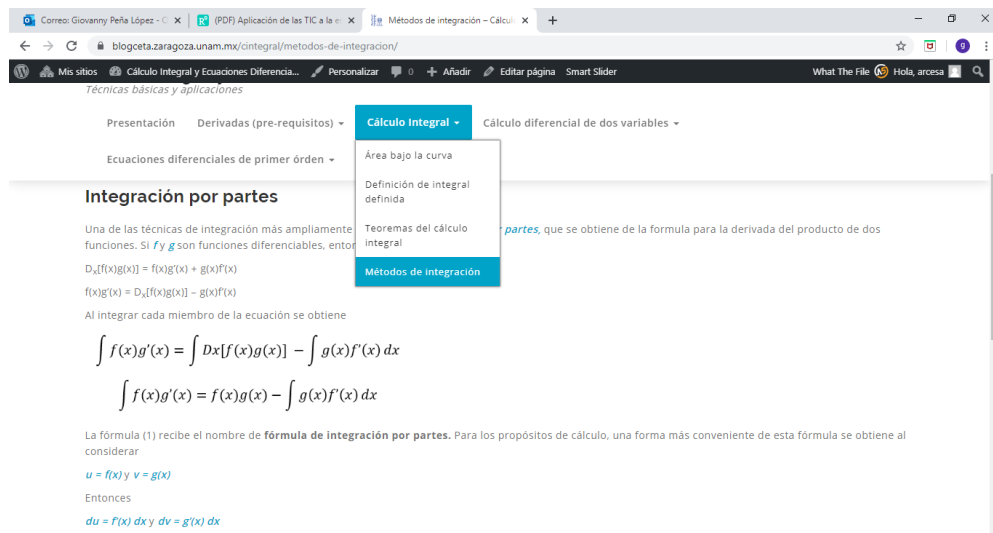 Correo: Giovanny Peña López - O
(PDF) Aplicación de las TIC a la e
Métodos de integración – Cálcul
blogceta.zaragoza.unam.mx/cintegral/metodos-de-integracion/
g
Mis sitios Cálculo Integral y Ecuaciones Diferencia... Personalizar 0 Añadir Editar página Smart Slider What The File Hola, arcesa
Técnicas básicas y aplicaciones
Presentación Derivadas (pre-requisitos) Cálculo Integral Cálculo diferencial de dos variables
Ecuaciones diferenciales de primer órden
Área bajo la curva
Definición de integral
definida
Teoremas del cálculo
integral
Métodos de integración
Integración por partes
Una de las técnicas de integración más ampliamente partes, que se obtiene de la formula para la derivada del producto de dos
funciones. Si f y g son funciones diferenciables, enton
Dx[f(x)g(x)] = f(x)g'(x) + g(x)f'(x)
f(x)g'(x) = Dx[f(x)g(x)] – g(x)f'(x)
Al integrar cada miembro de la ecuación se obtiene
∫ f(x)g'(x) = ∫ Dx[f(x)g(x)] − ∫ g(x)f'(x) dx
∫ f(x)g'(x) = f(x)g(x) − ∫ g(x)f'(x) dx
La fórmula (1) recibe el nombre de fórmula de integración por partes. Para los propósitos de cálculo, una forma más conveniente de esta fórmula se obtiene al
considerar
u = f(x) y v = g(x)
Entonces
du = f'(x) dx y dv = g'(x) dx